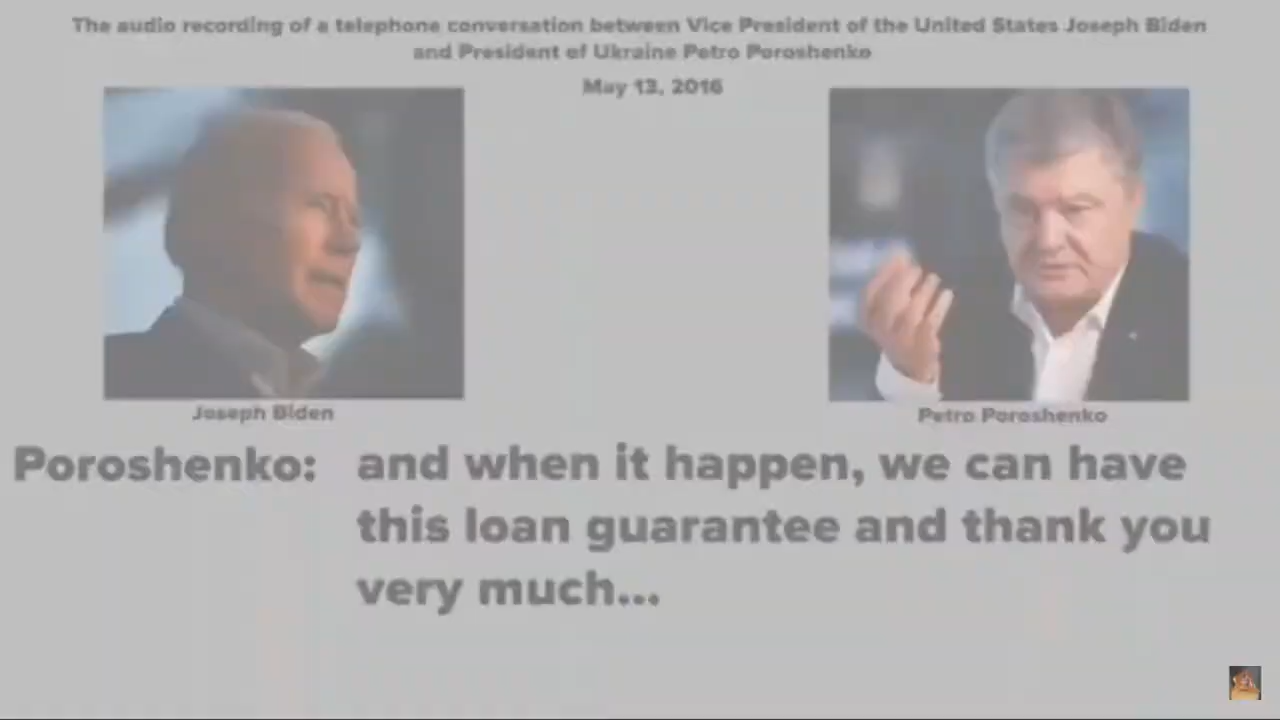 The audio recording of a telephone conversation between Vice President of the United States Joseph Biden
and President of Ukraine Petro Poroshenko
May 13, 2016
Joseph Biden
Petro Poroshenko
Poroshenko: and when it happen, we can have
this loan guarantee and thank you
very much...